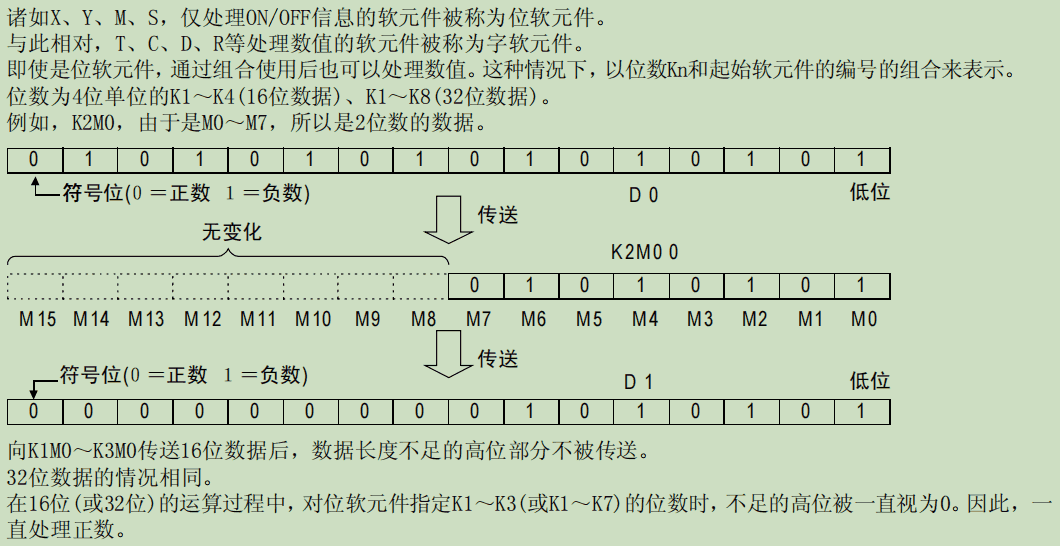 诸如X、Y、M、S，仅处理ON/OFF信息的软元件被称为位软元件。
与此相对，T、C、D、R等处理数值的软元件被称为字软元件。
即使是位软元件，通过组合使用后也可以处理数值。这种情况下，以位数Kn和起始软元件的编号的组合来表示。
位数为4位单位的K1～K4(16位数据)、K1～K8(32位数据)。
例如，K2M0，由于是M0～M7，所以是2位数的数据。
0 1 0 1 0 1 0 1 0 1 0 1 0 1 0 1
符号位(0＝正数 1＝负数) D 0 低位
传送
无变化
K2M0 0
0 1 0 1 0 1 0 1
M15 M14 M13 M12 M11 M10 M9 M8 M7 M6 M5 M4 M3 M2 M1 M0
传送
符号位(0＝正数 1＝负数) D 1 低位
0 0 0 0 0 0 0 0 0 1 0 1 0 1 0 1
向K1M0～K3M0传送16位数据后，数据长度不足的高位部分不被传送。
32位数据的情况相同。
在16位(或32位)的运算过程中，对位软元件指定K1～K3(或K1～K7)的位数时，不足的高位被一直视为0。因此，一
直处理正数。